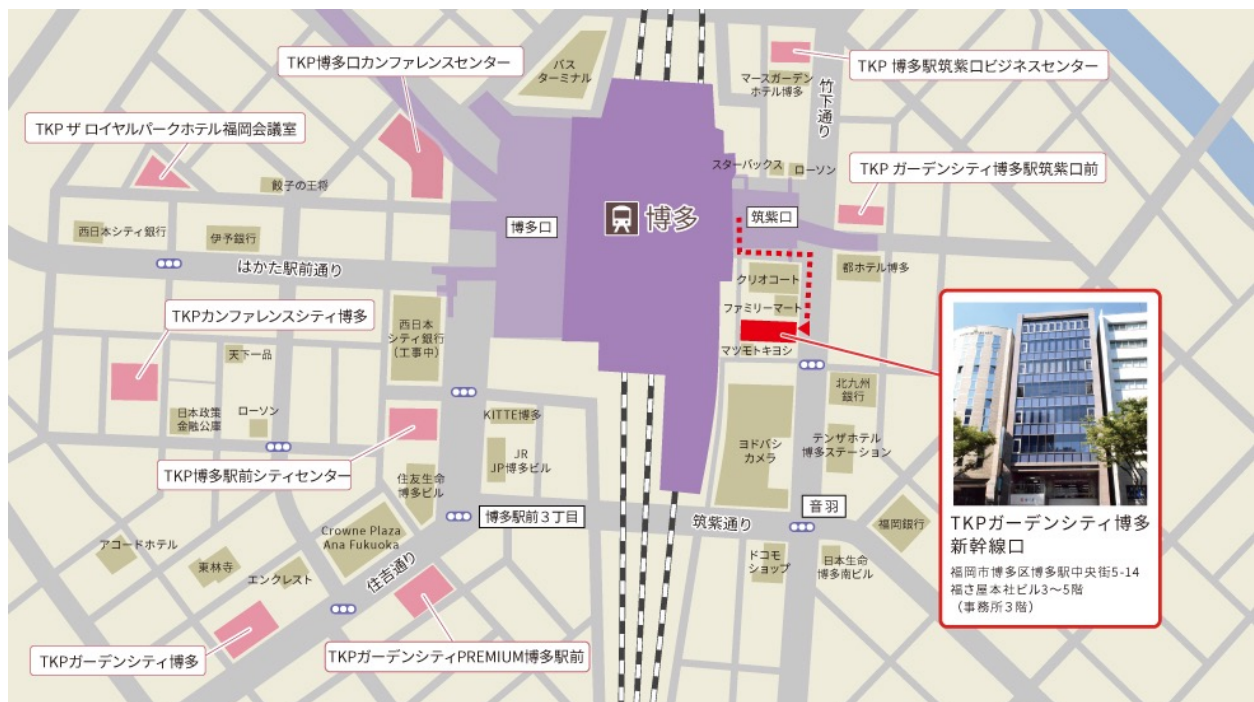 TKP博多口カンファレンスセンター
バス
ターミナル
マースガーデン
ホテル博多
TKP 博多駅筑紫口ビジネスセンター
竹下通り
TKP ザ ロイヤルパークホテル福岡会議室
餃子の王将
スターバックス
ローソン
TKP ガーデンシティ博多駅筑紫口前
西日本シティ銀行
伊予銀行
博多口
博多
筑紫口
はかた駅前通り
クリオコート
都ホテル博多
ファミリーマート
TKPカンファレンスシティ博多
西日本
シティ銀行
(工事中)
マツモトキヨシ
天下一品
北九州
銀行
日本政策
金融公庫
ローソン
KITTE博多
JR
JP博多ビル
ヨドバシ
カメラ
テンザホテル
博多ステーション
TKP博多駅前シティセンター
住友生命
博多ビル
博多駅前3丁目
筑紫通り
音羽
福岡銀行
Crowne Plaza
Ana Fukuoka
アコードホテル
東林寺
エンクレスト
住吉通り
ドコモ
ショップ
日本生命
博多南ビル
TKPガーデンシティ博多
TKPガーデンシティPREMIUM博多駅前
TKPガーデンシティ博多
新幹線口
福岡市博多区博多駅中央街5-14
福さ屋本社ビル3〜5階
(事務所3階)